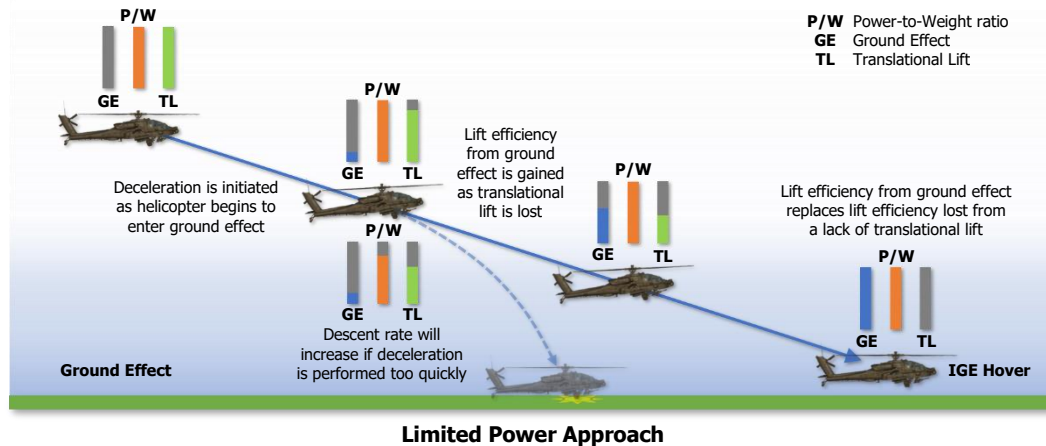 P/W
GE TL
P/W Power-to-Weight ratio
GE Ground Effect
TL Translational Lift
Deceleration is initiated
as helicopter begins to
enter ground effect
P/W
GE TL
Lift efficiency
from ground
effect is gained
as translational
lift is lost
P/W
GE TL
Descent rate will
increase if deceleration
is performed too quickly
P/W
GE TL
Lift efficiency from ground effect
replaces lift efficiency lost from
a lack of translational lift
P/W
GE TL
Ground Effect
IGE Hover
Limited Power Approach